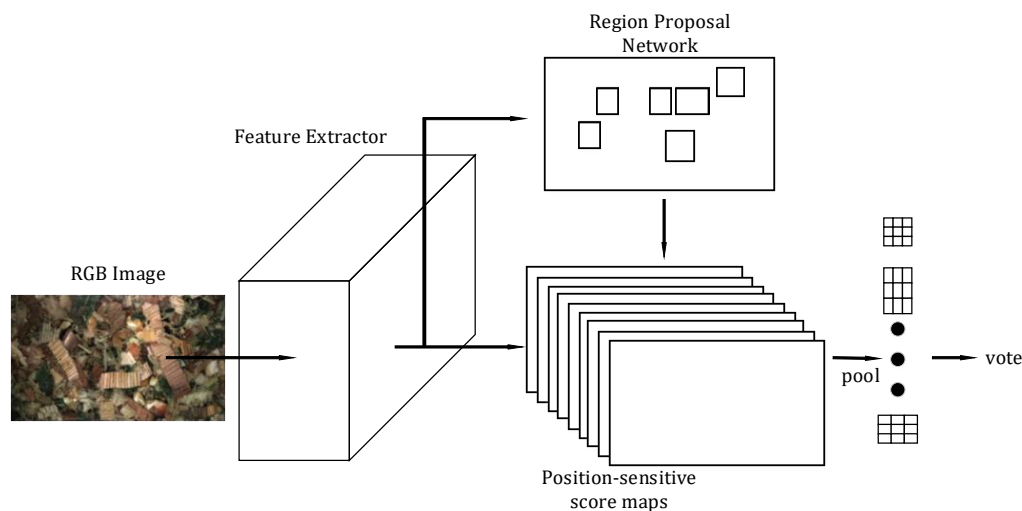 Region Proposal
Network
Feature Extractor
RGB Image
pool
vote
Position-sensitive
score maps